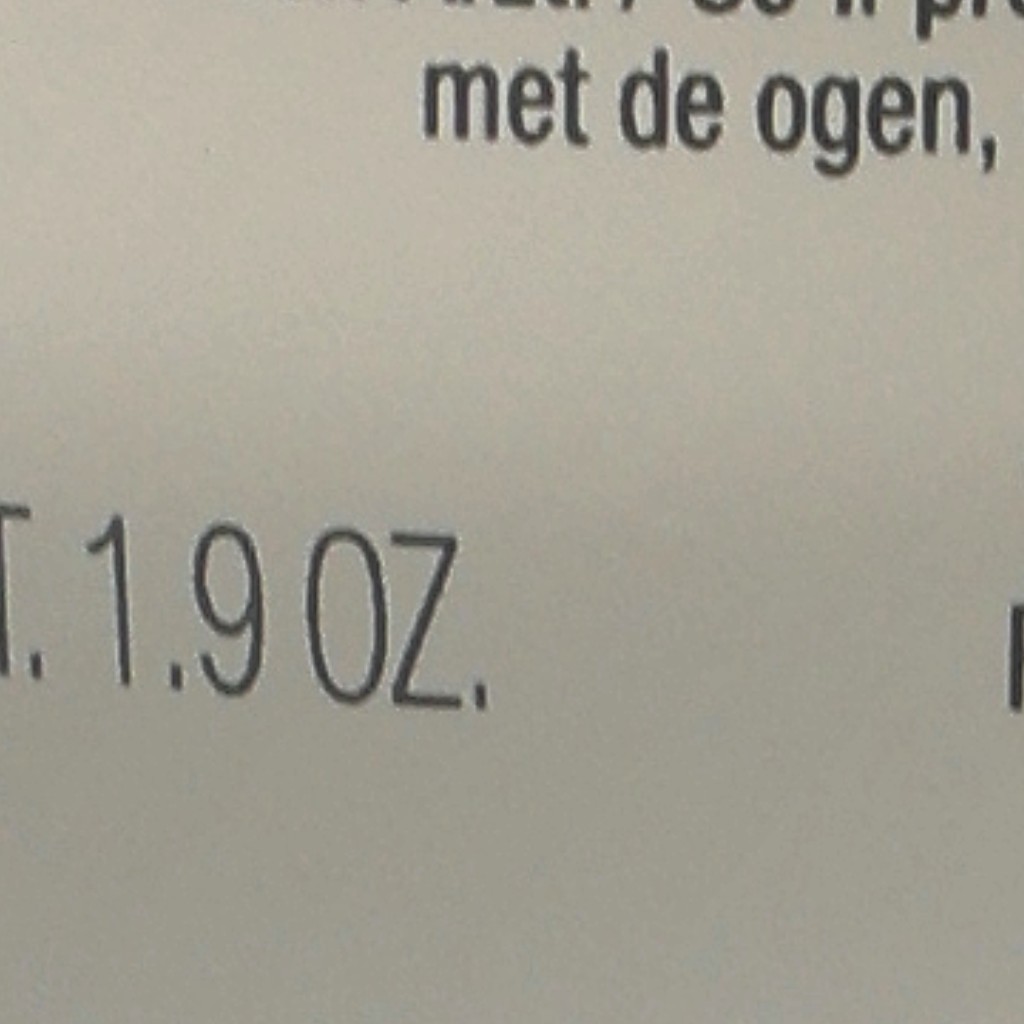 met de ogen,
T. 1.9 OZ.